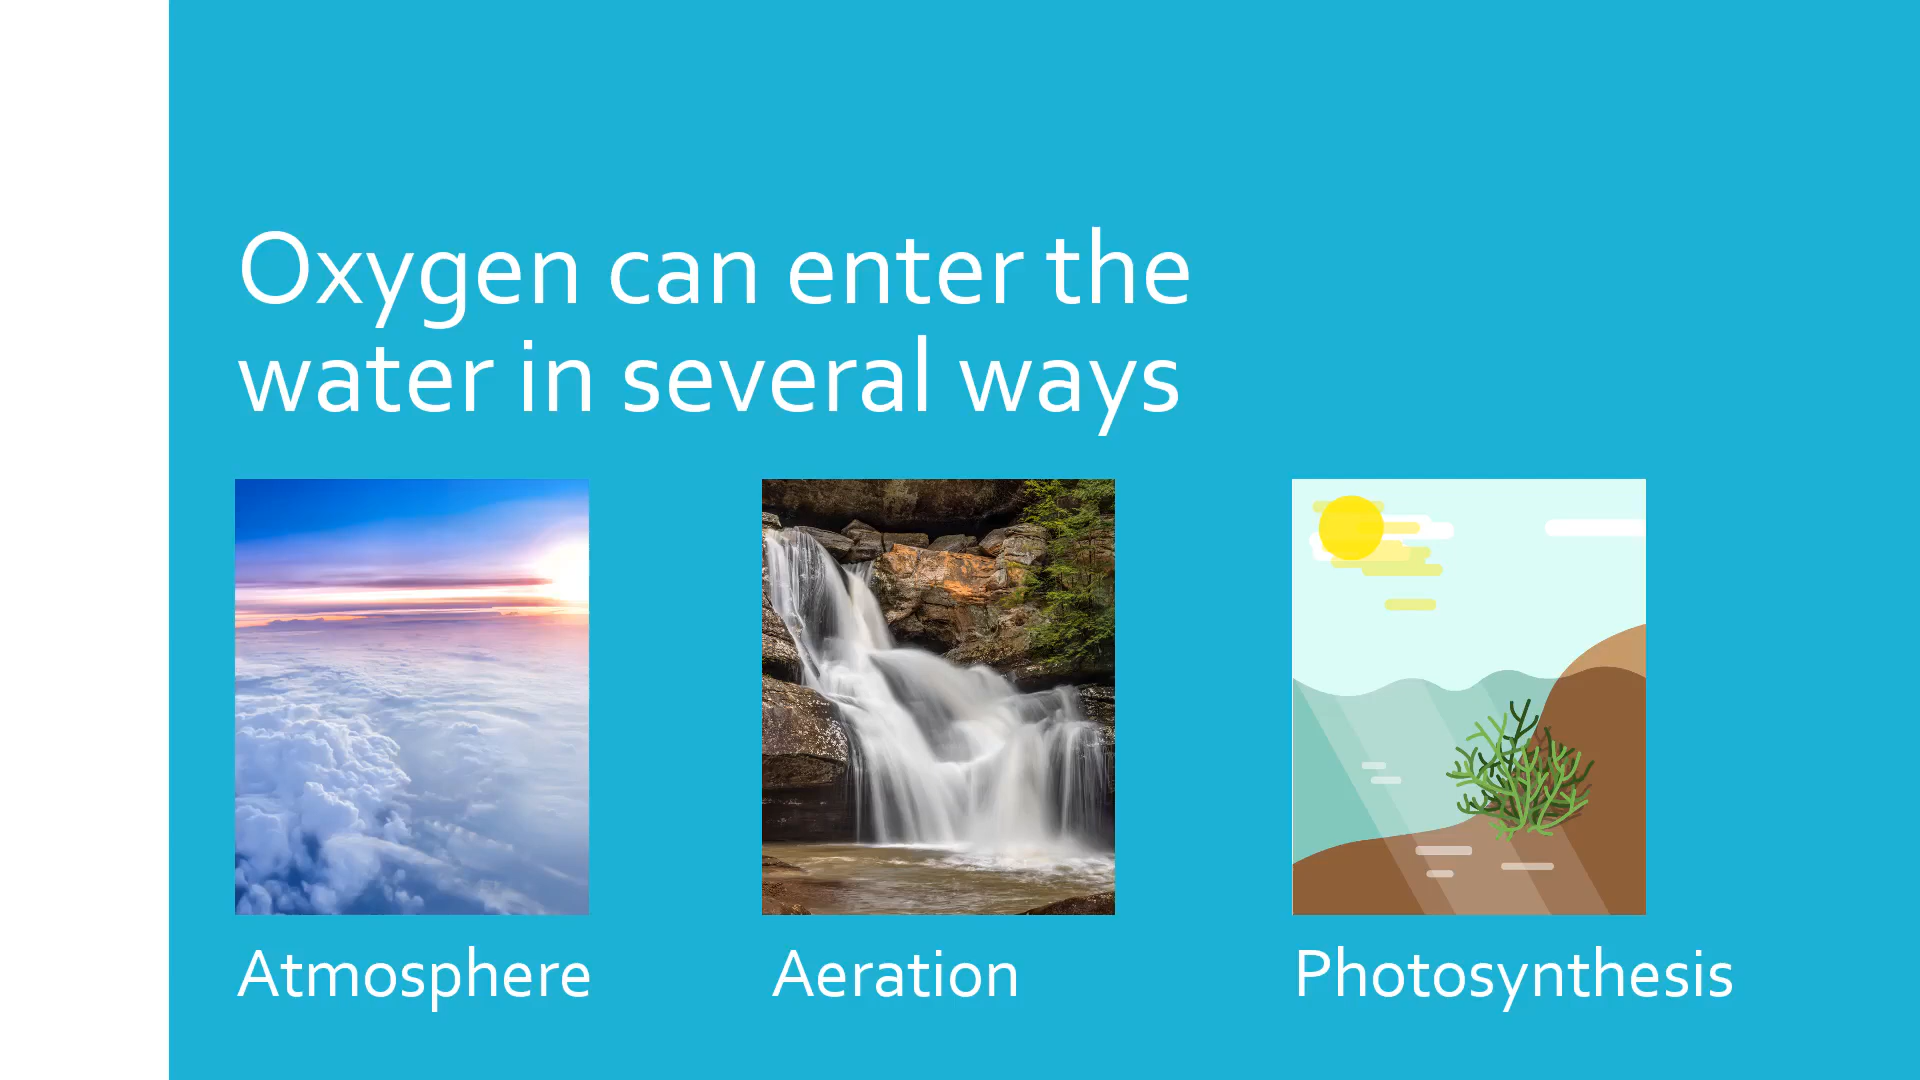 Oxygen can enter the
water in several ways
Atmosphere
Aeration
Photosynthesis